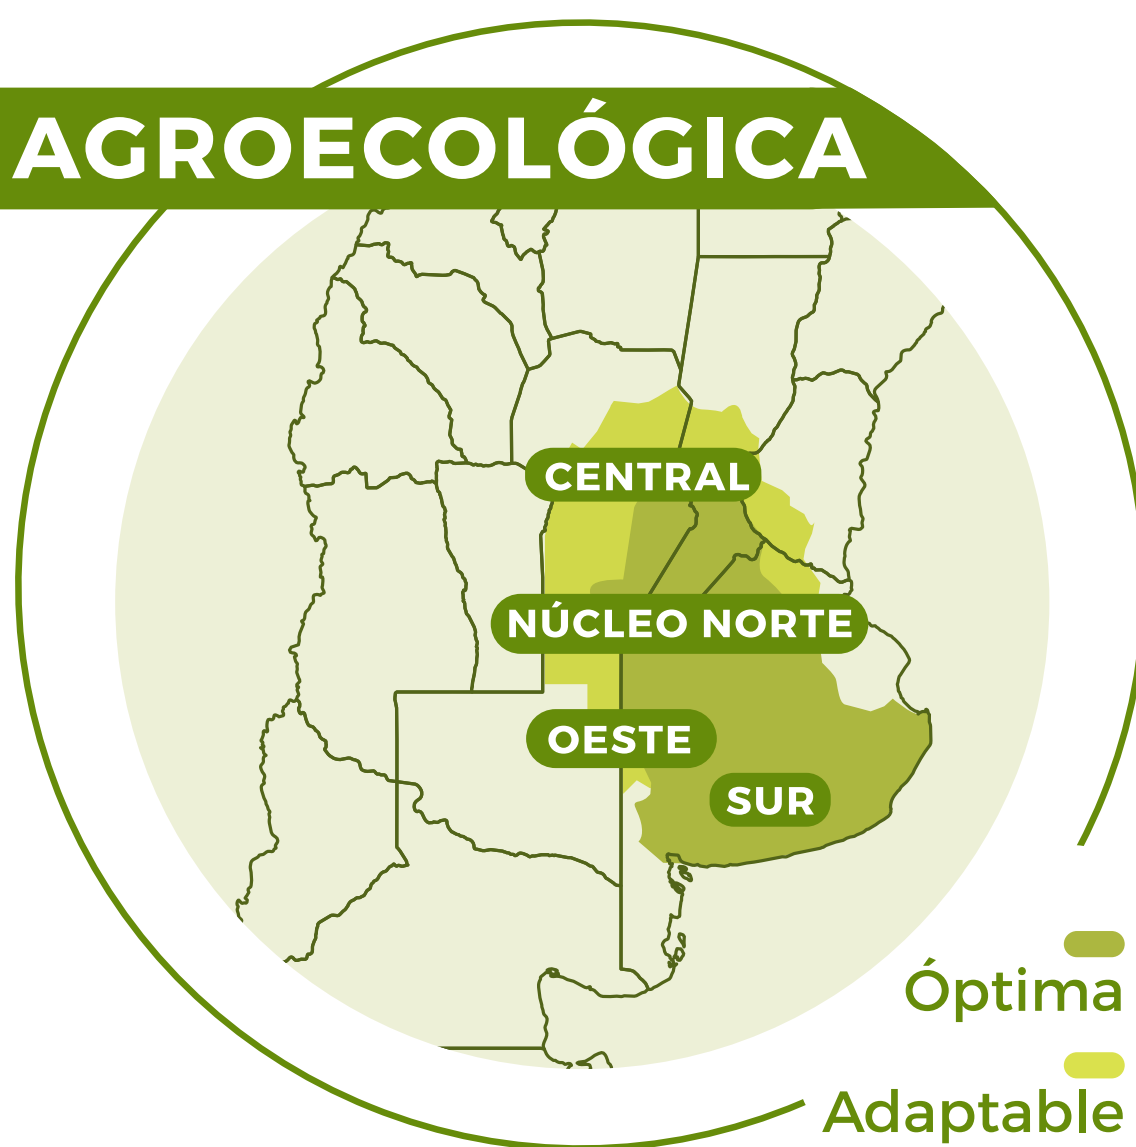 AGROECOLÓGICA
CENTRAL
NÚCLEO NORTE
OESTE
SUR
Óptima
Adaptable